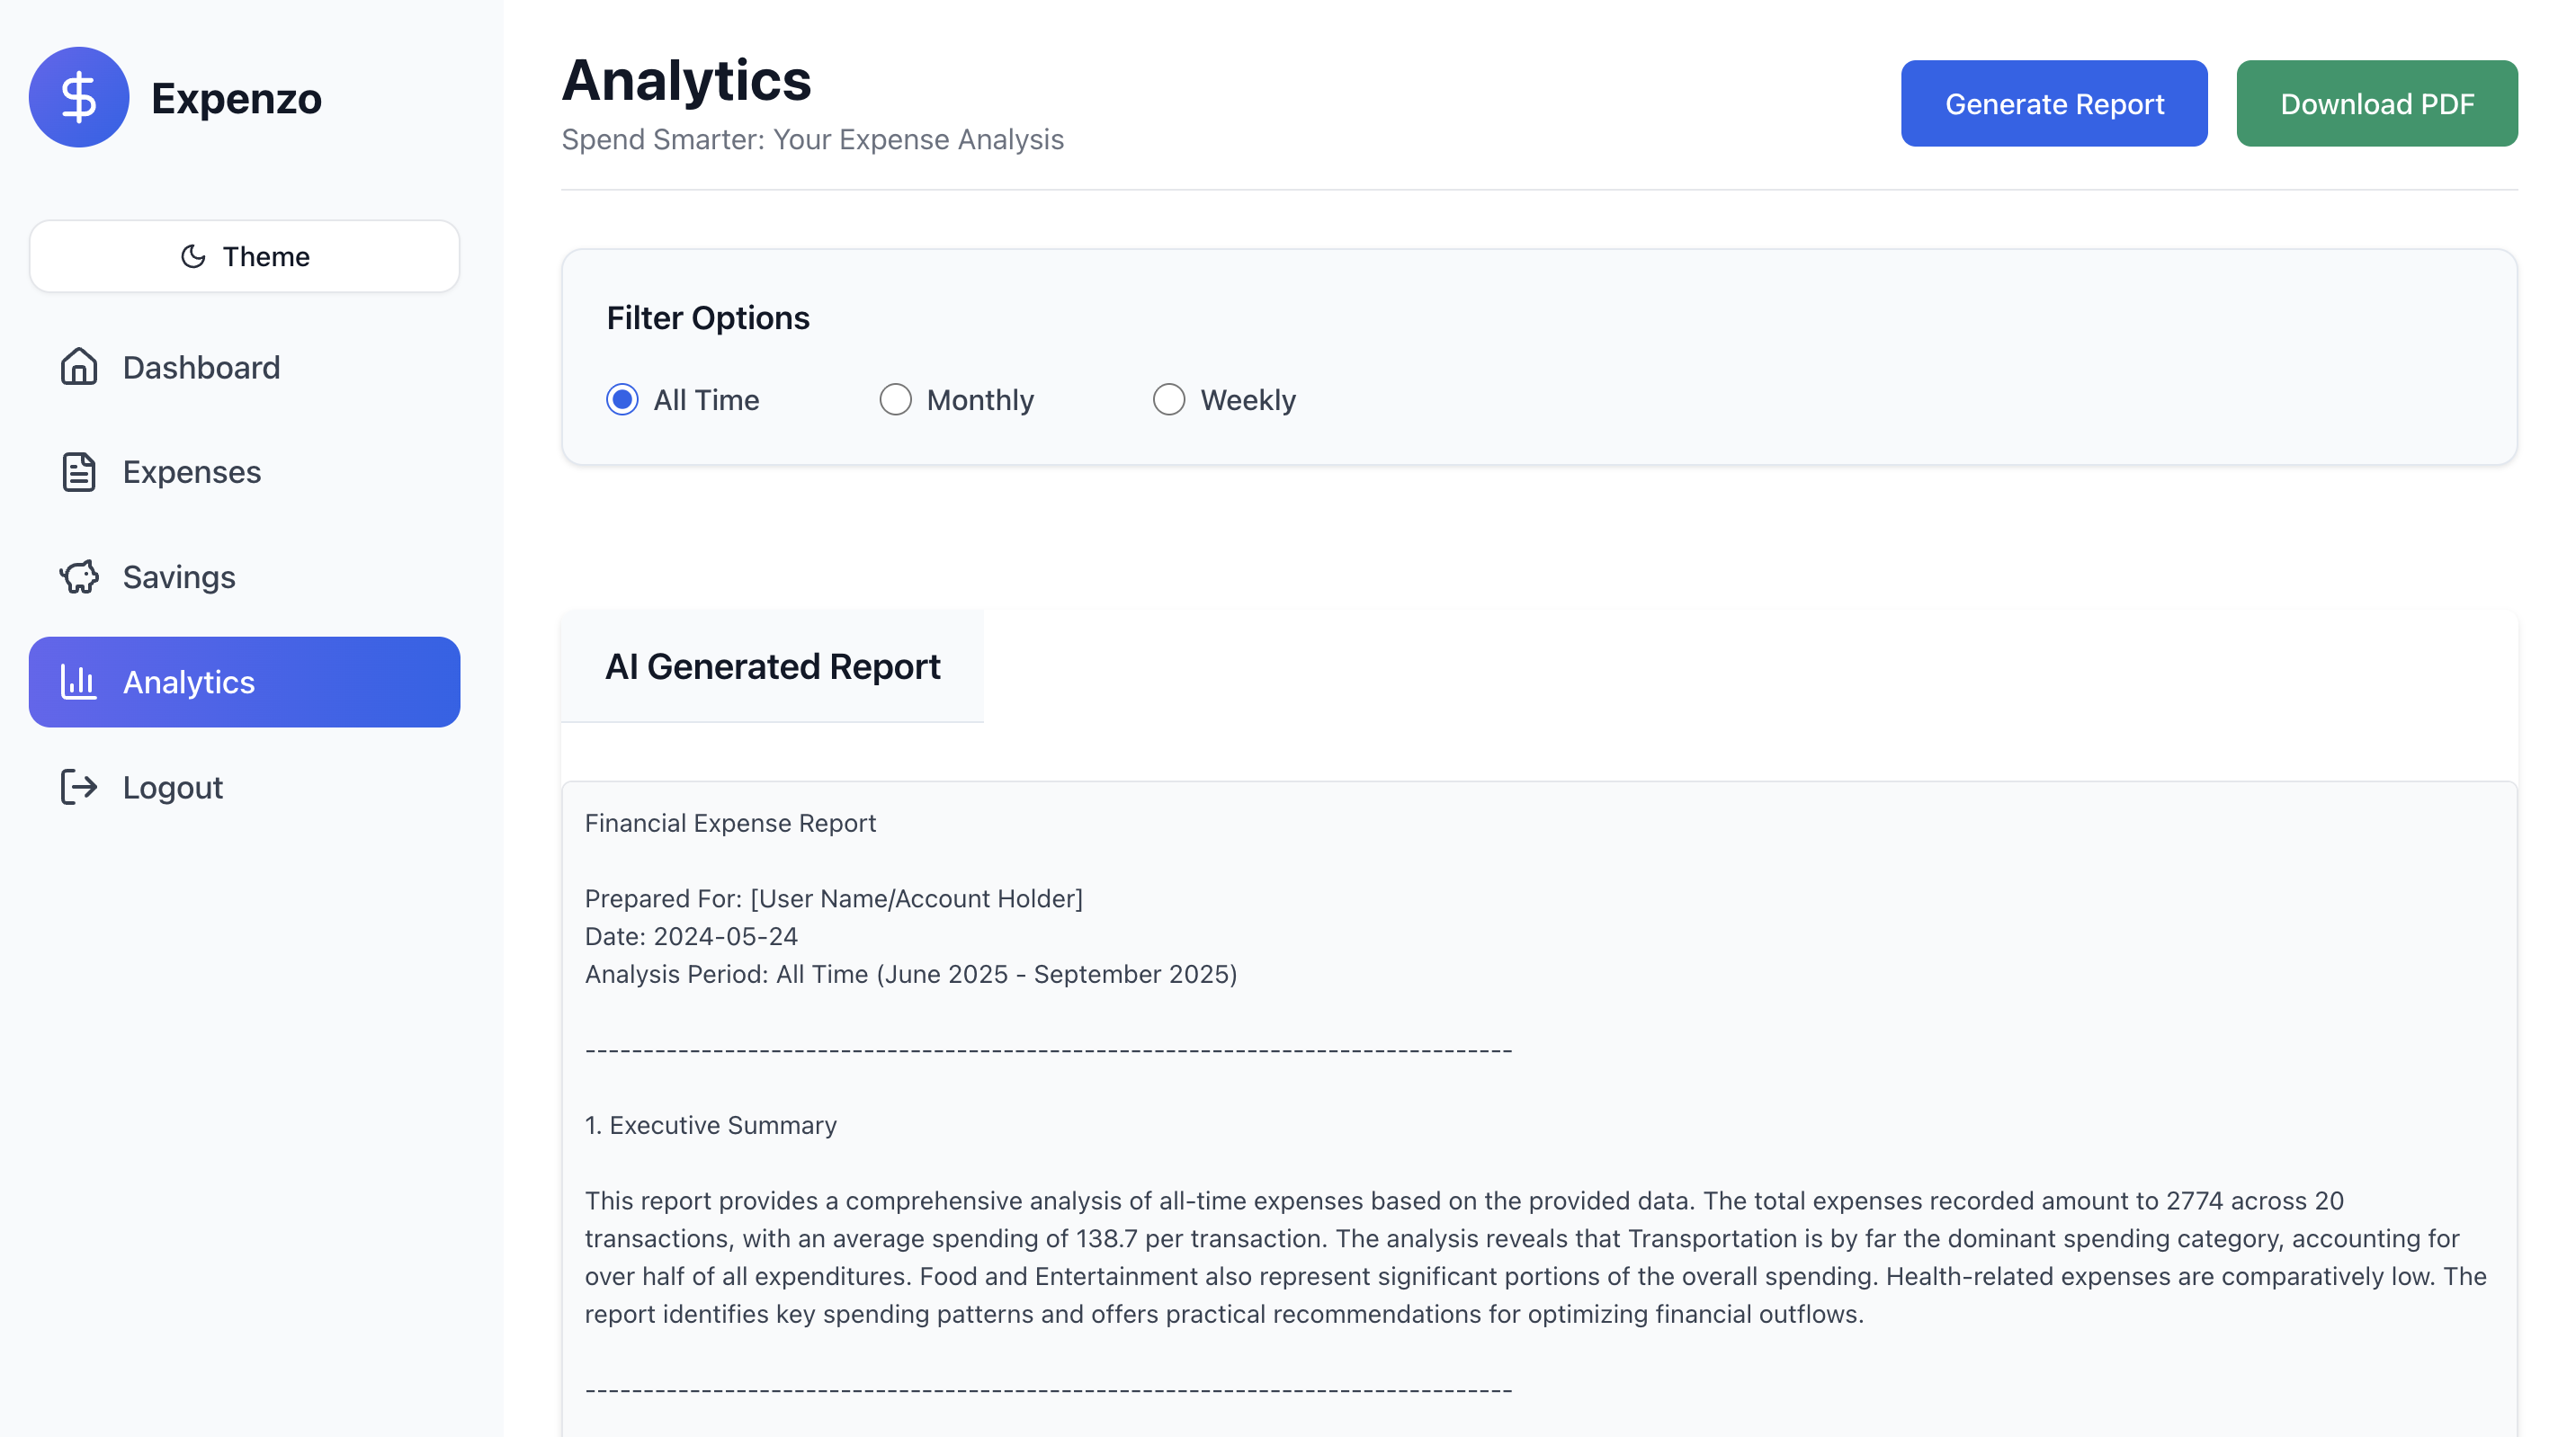 Expenzo
Theme
Dashboard
Expenses
Savings
Analytics
Logout
Analytics
Spend Smarter: Your Expense Analysis
Generate Report
Download PDF
Filter Options
All Time
Monthly
Weekly
AI Generated Report
Financial Expense Report
Prepared For: [User Name/Account Holder]
Date: 2024-05-24
Analysis Period: All Time (June 2025 - September 2025)
--------------------------------------------------------------------------------
1. Executive Summary
This report provides a comprehensive analysis of all-time expenses based on the provided data. The total expenses recorded amount to 2774 across 20
transactions, with an average spending of 138.7 per transaction. The analysis reveals that Transportation is by far the dominant spending category, accounting for
over half of all expenditures. Food and Entertainment also represent significant portions of the overall spending. Health-related expenses are comparatively low. The
report identifies key spending patterns and offers practical recommendations for optimizing financial outflows.
--------------------------------------------------------------------------------